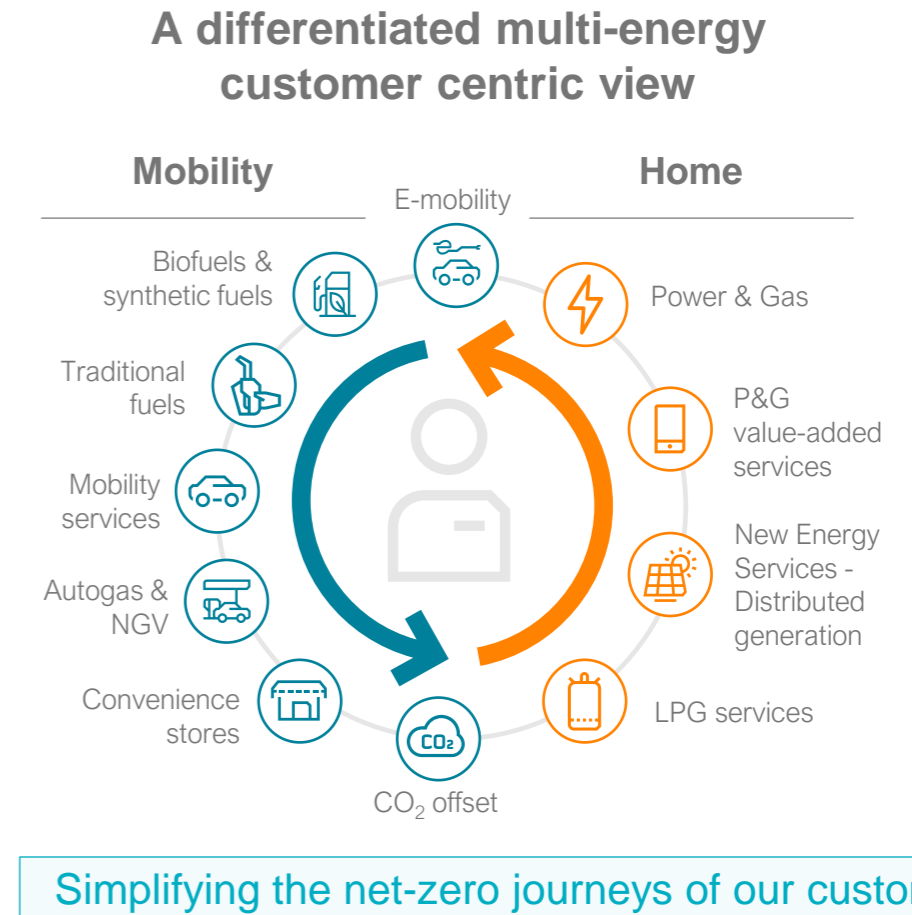 A differentiated multi-energy
customer centric view
Mobility
Home
E-mobility
Biofuels &
synthetic fuels
Traditional
fuels
Mobility
services
Autogas &
NGV
Convenience
stores
CO₂
CO₂ offset
Power & Gas
P&G
value-added
services
New Energy
Services -
Distributed
generation
LPG services
Simplifying the net-zero journeys of our